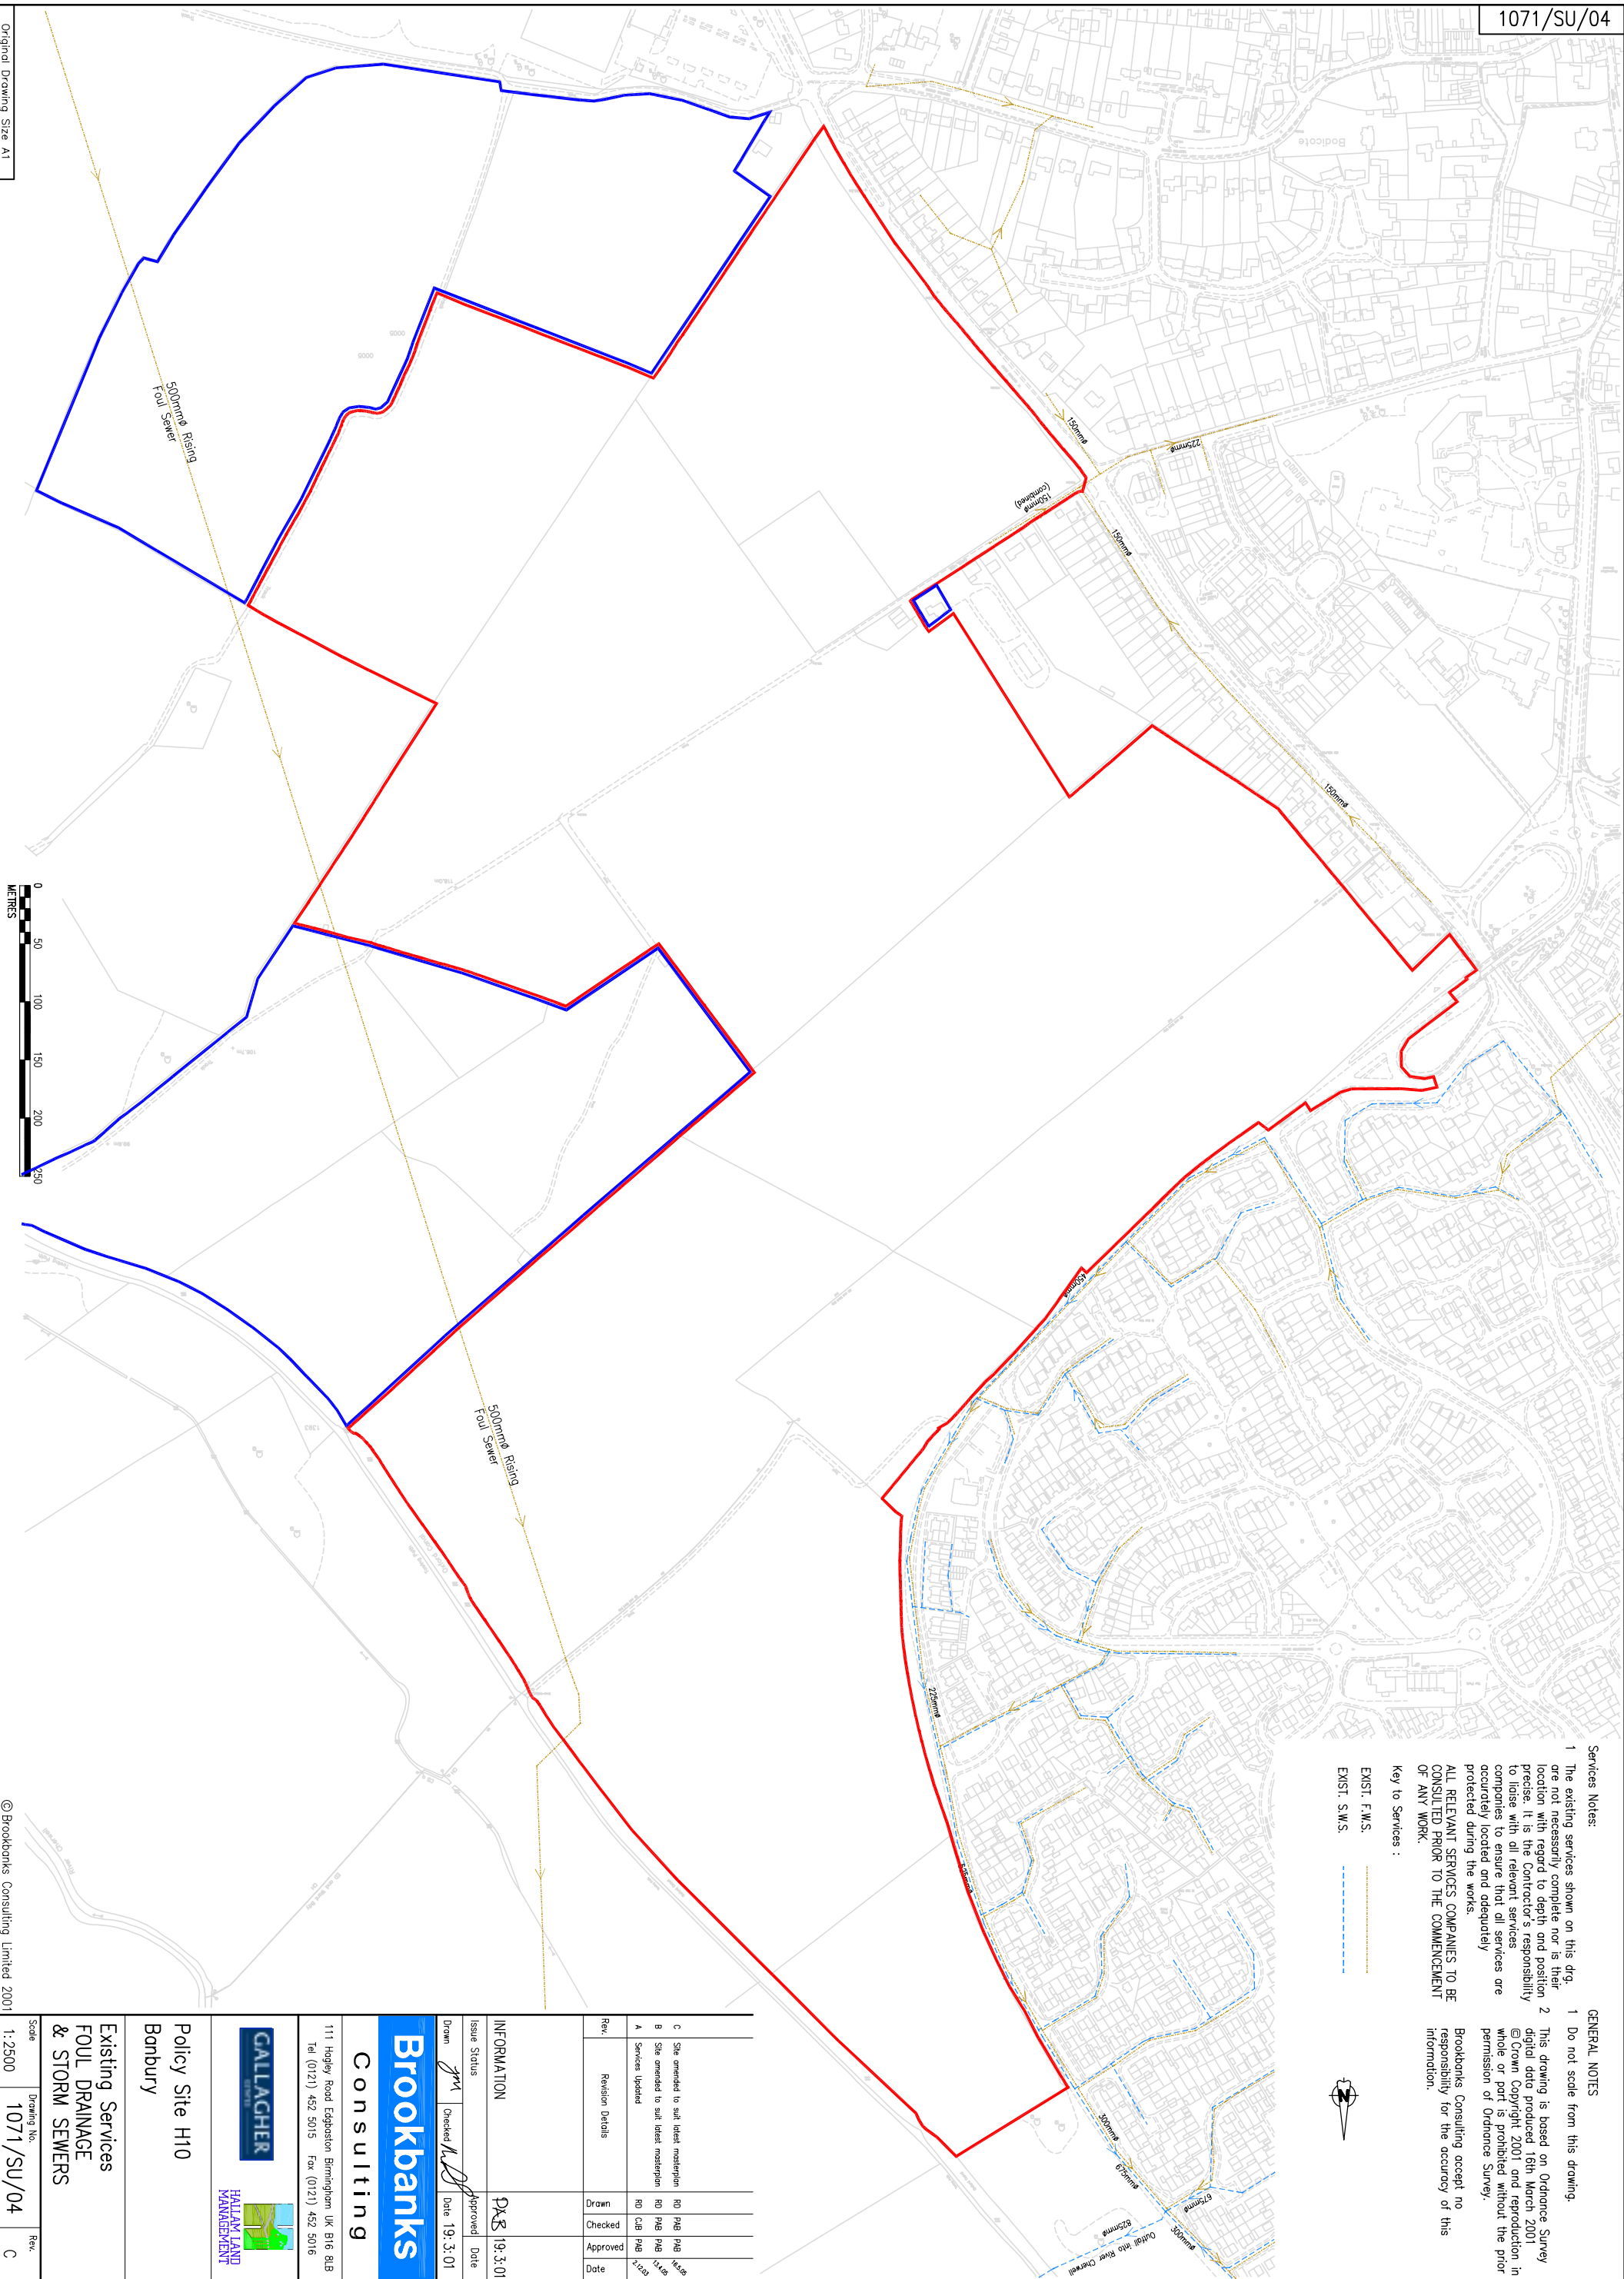 1071/SU/04
Original Drawing Size A1
Services Notes:
1 The existing services shown on this drg.
are not necessarily complete nor is their
location with regard to depth and position
precise. It is the Contractor's responsibility
to liaise with all relevant services
companies to ensure that all services are
accurately located and adequately
protected during the works.
ALL RELEVANT SERVICES COMPANIES TO BE
CONSULTED PRIOR TO THE COMMENCEMENT
OF ANY WORK.
Key to Services :
EXIST. F.W.S.
EXIST. S.W.S.
GENERAL NOTES
1 Do not scale from this drawing.
2 This drawing is based on Ordnance Survey
digital data produced 16th March 2001
© Crown Copyright 2001 and reproduction in
whole or part is prohibited without the prior
permission of Ordnance Survey.
Brookbanks Consulting accept no
responsibility for the accuracy of this
information.
N
Bodicote
150mmø
225mmø
150mmø
(combined)
150mmø
150mmø
450mmø
225mmø
300mmø
675mmø
675mmø
300mmø
825mmø
Outfall into River Cherwell
500mmø Rising
Foul Sewer
500mmø Rising
Foul Sewer
0 50 100 150 200 250
METRES
C Site amended to suit latest masterplan RD PAB
B Site amended to suit latest masterplan RD PAB PAB 13.4.05
A Services Updated RD CJB PAB 2.12.03
Rev. Revision Details Drawn Checked Approved Date
INFORMATION PAB 19:3:01
Issue Status Approved Date
Drawn Checked Date 19:3:01
Brookbanks
Consulting
111 Hagley Road Edgbaston Birmingham UK B16 8LB
Tel (0121) 452 5015 Fax (0121) 452 5016
GALLAGHER
HALLAM LAND
MANAGEMENT
Policy Site H10
Banbury
Existing Services
FOUL DRAINAGE
& STORM SEWERS
Scale 1:2500
Drawing No. 1071/SU/04
Rev. C
© Brookbanks Consulting Limited 2001